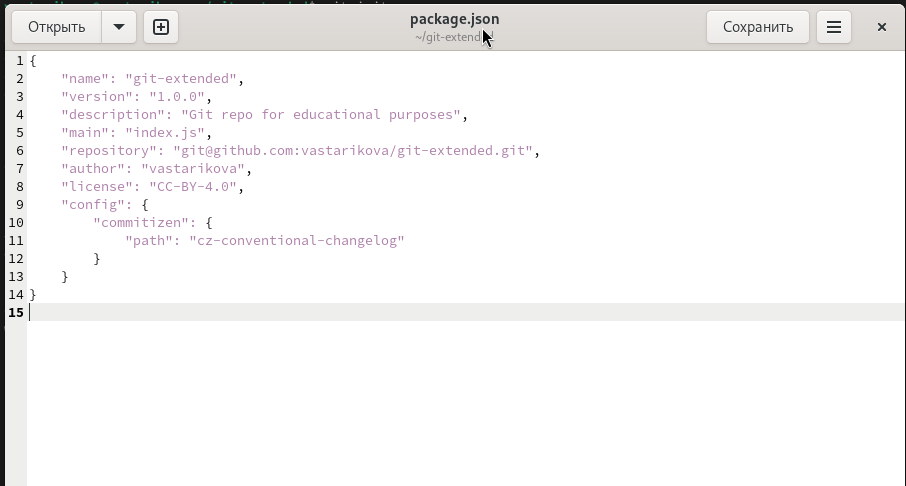 Открыть
package.json
~/git-extended
Сохранить
1 {
2     "name": "git-extended",
3     "version": "1.0.0",
4     "description": "Git repo for educational purposes",
5     "main": "index.js",
6     "repository": "git@github.com:vastarikova/git-extended.git",
7     "author": "vastarikova",
8     "license": "CC-BY-4.0",
9     "config": {
10         "commitizen": {
11             "path": "cz-conventional-changelog"
12         }
13     }
14 }
15